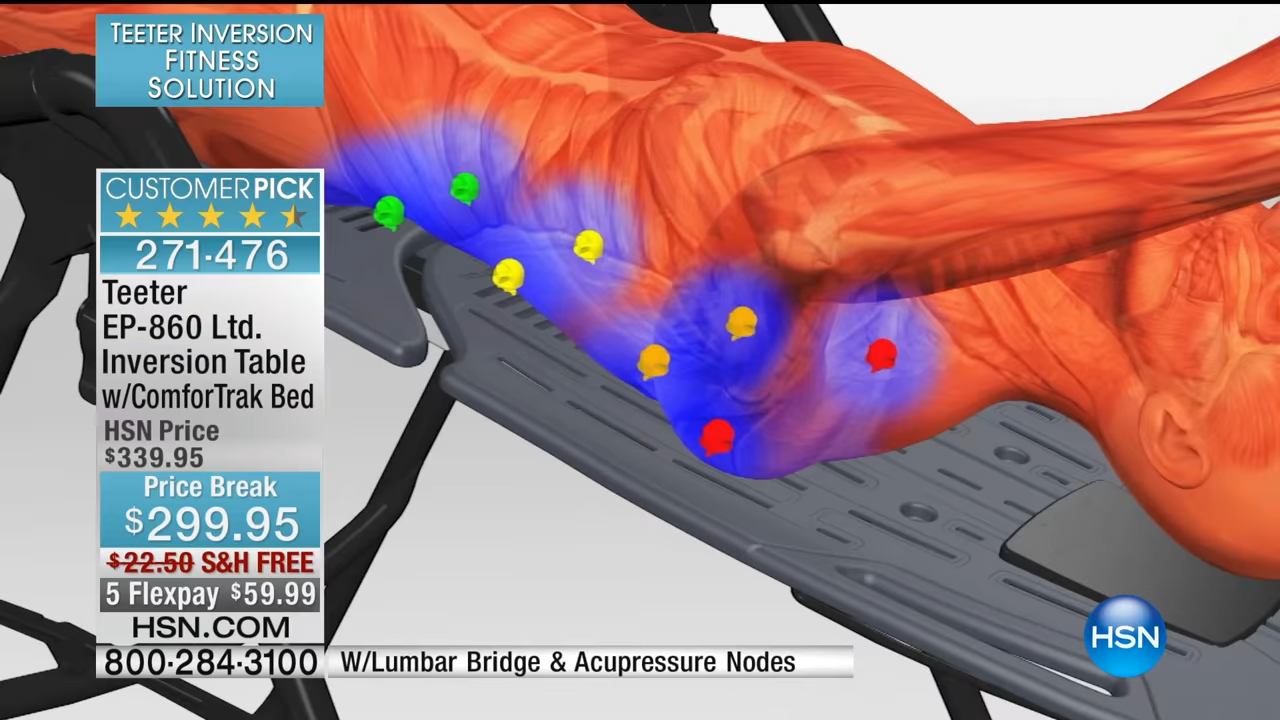 TEETER INVERSION
FITNESS
SOLUTION
CUSTOMERPICK
271·476
Teeter
EP-860 Ltd.
Inversion Table
w/ComforTrak Bed
HSN Price
$339.95
Price Break
$299.95
$22.50 S&H FREE
5 Flexpay $59.99
HSN.COM
800·284·3100
W/Lumbar Bridge & Acupressure Nodes
HSN